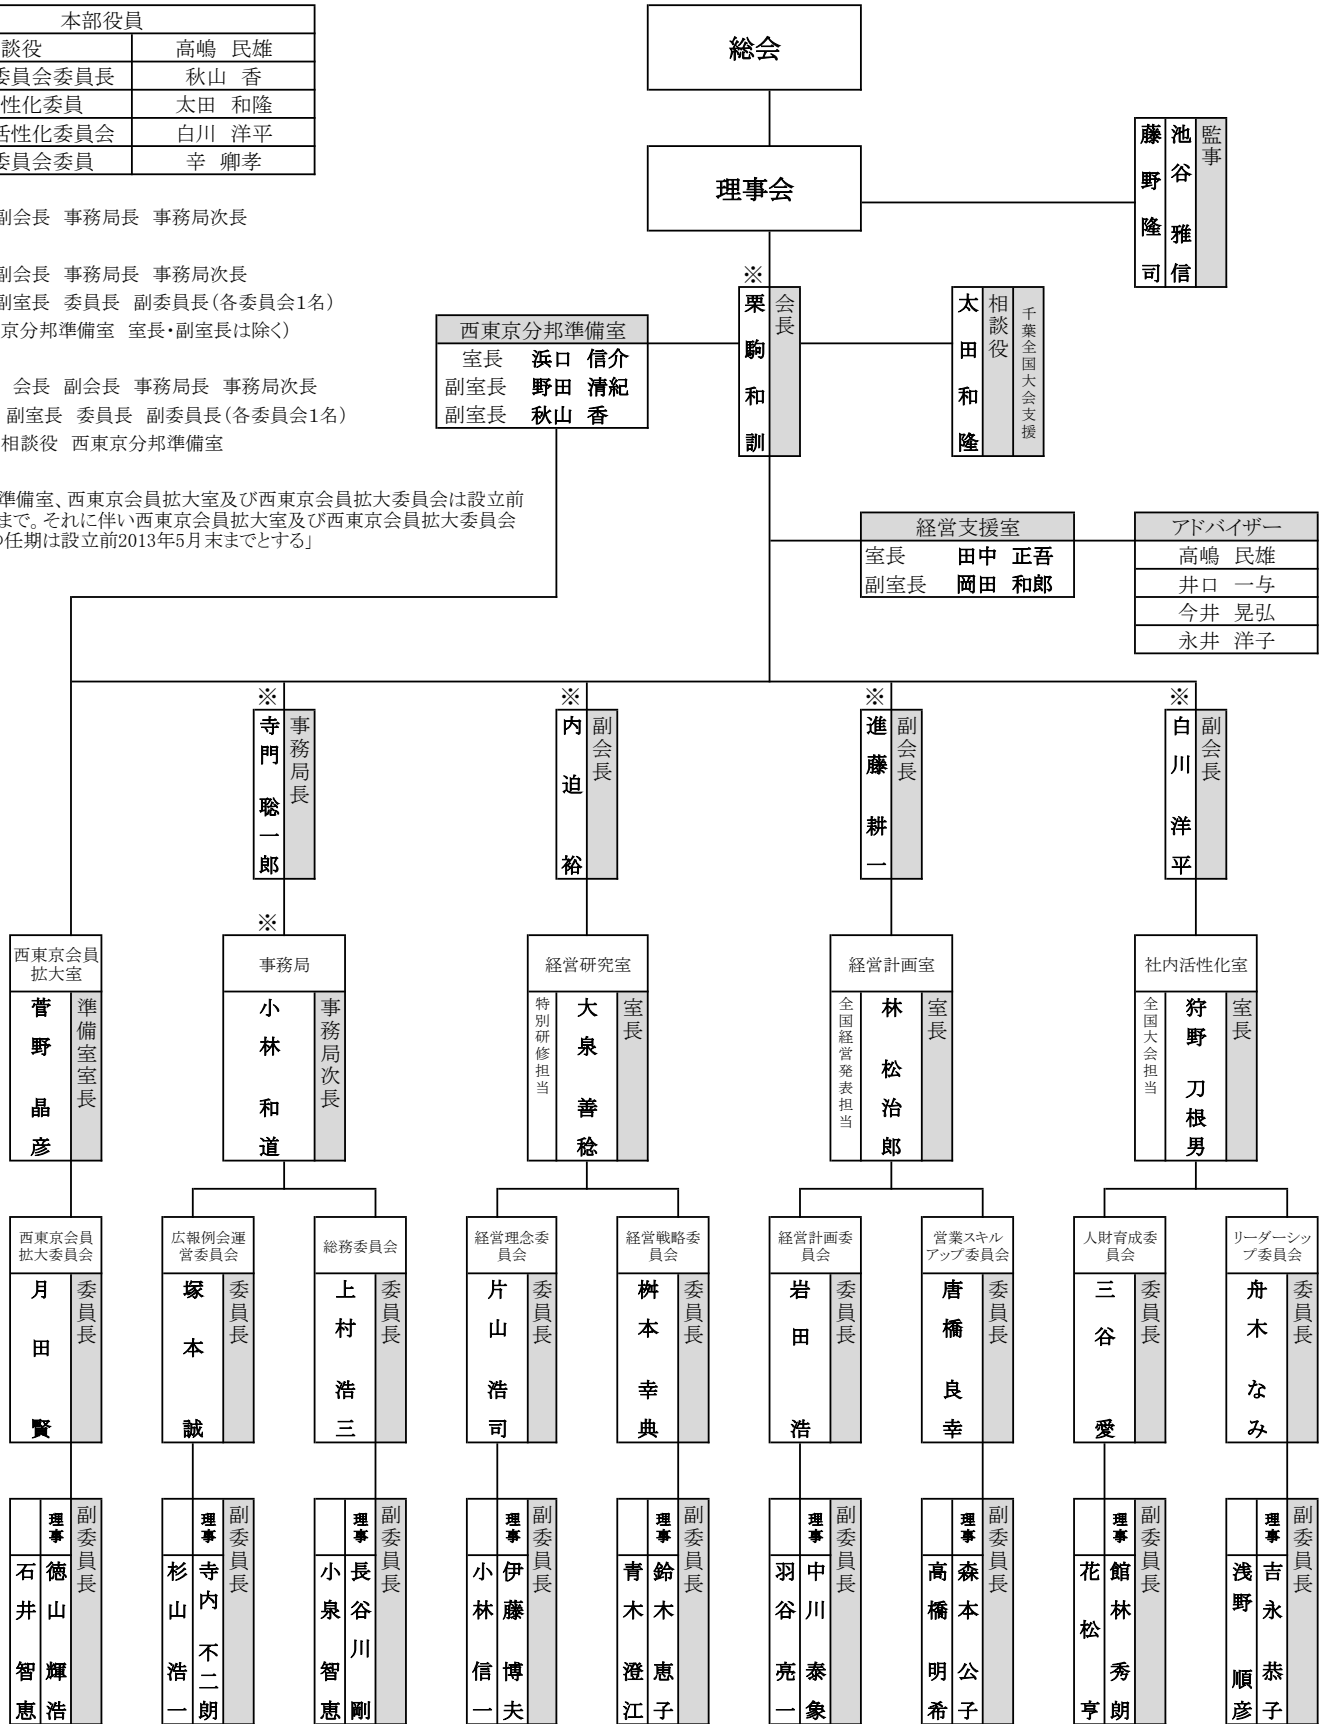 本部役員
談役 高嶋 民雄
委員会委員長 秋山 香
性化委員 太田 和隆
活性化委員会 白川 洋平
委員会委員 辛 卿孝
総会
理事会
監事
池谷 雅信
藤野 隆司
副会長 事務局長 事務局次長
副会長 事務局長 事務局次長
副室長 委員長 副委員長(各委員会1名)
京分邦準備室 室長・副室長は除く)
会長 副会長 事務局長 事務局次長
副室長 委員長 副委員長(各委員会1名)
相談役 西東京分邦準備室
準備室、西東京会員拡大室及び西東京会員拡大委員会は設立前
まで。それに伴い西東京会員拡大室及び西東京会員拡大委員会
の任期は設立前2013年5月末までとする」
※
会長
栗駒 和訓
千葉全国大会支援
相談役
太田 和隆
西東京分邦準備室
室長 浜口 信介
副室長 野田 清紀
副室長 秋山 香
経営支援室
室長 田中 正吾
副室長 岡田 和郎
アドバイザー
高嶋 民雄
井口 一与
今井 晃弘
永井 洋子
※
事務局長
寺門 聡一郎
※
副会長
内迫 裕
※
副会長
進藤 耕一
※
副会長
白川 洋平
西東京会員
拡大室
準備室室長
菅野 晶彦
※
事務局
事務局次長
小林 和道
経営研究室
室長
大泉 善稔
特別研修担当
経営計画室
室長
林 松治郎
全国経営発表担当
社内活性化室
室長
狩野 刀根男
全国大会担当
西東京会員
拡大委員会
委員長
月田 賢
広報例会運
営委員会
委員長
塚本 誠
総務委員会
委員長
上村 浩三
経営理念委
員会
委員長
片山 浩司
経営戦略委
員会
委員長
桝本 幸典
経営計画委
員会
委員長
岩田 浩
営業スキル
アップ委員会
委員長
唐橋 良幸
人財育成委
員会
委員長
三谷 愛
リーダーシッ
プ委員会
委員長
舟木 なみ
副委員長
理事
徳山 輝浩
石井 智恵
副委員長
理事
寺内 不二朗
杉山 浩一
副委員長
理事
長谷川 剛
小泉 智恵
副委員長
理事
伊藤 博夫
小林 信一
副委員長
理事
鈴木 恵子
青木 澄江
副委員長
理事
中川 泰象
羽谷 亮一
副委員長
理事
森本 公子
高橋 明希
副委員長
理事
館林 秀朗
花松 亨
副委員長
理事
吉永 恭子
浅野 順彦